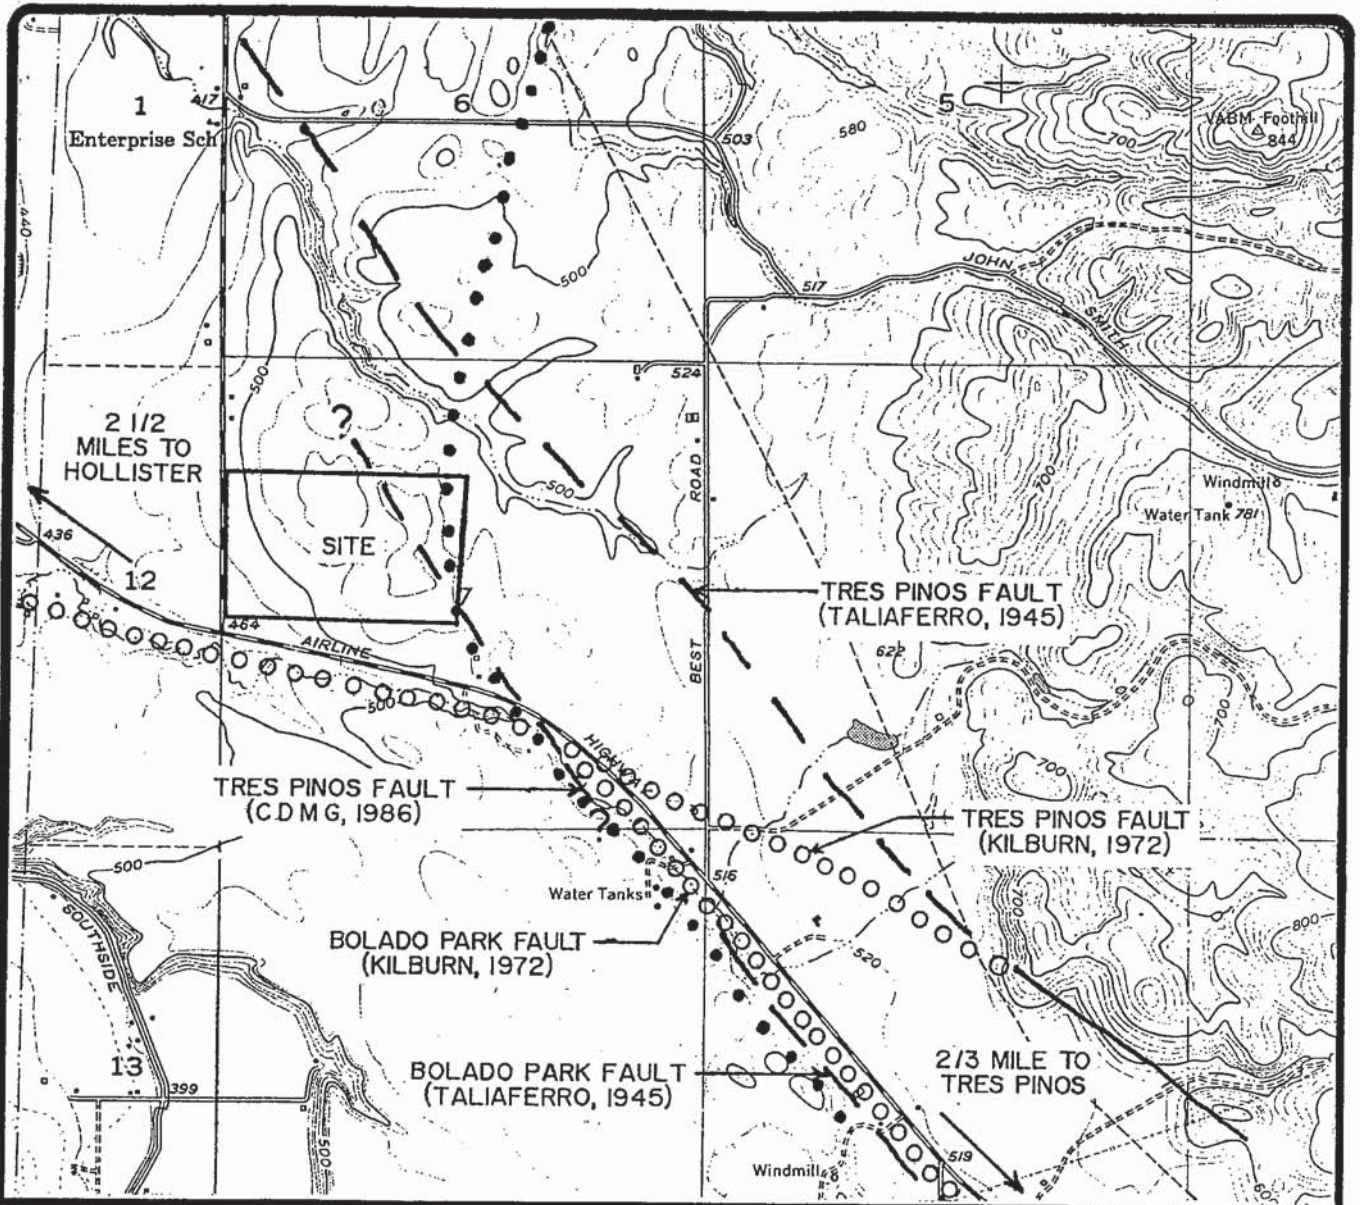 1
417
Enterprise Sch
6
5
580
503
700
VABM Foothill
844
440
500
JOHN
517
SMITH
500
524
?
2 1/2
MILES TO
HOLLISTER
ROAD
500
700
Windmill
Water Tank 781
436
SITE
12
?
TRES PINOS FAULT
(TALIAFERRO, 1945)
464
AIRLINE
BEST
622
700
500
HIGHWAY
TRES PINOS FAULT
(CDMG, 1986)
700
TRES PINOS FAULT
(KILBURN, 1972)
?
500
516
Water Tanks
700
800
SOUTHSIDE
BOLADO PARK FAULT
(KILBURN, 1972)
520
13
399
BOLADO PARK FAULT
(TALIAFERRO, 1945)
2/3 MILE TO
TRES PINOS
500
519
Windmill